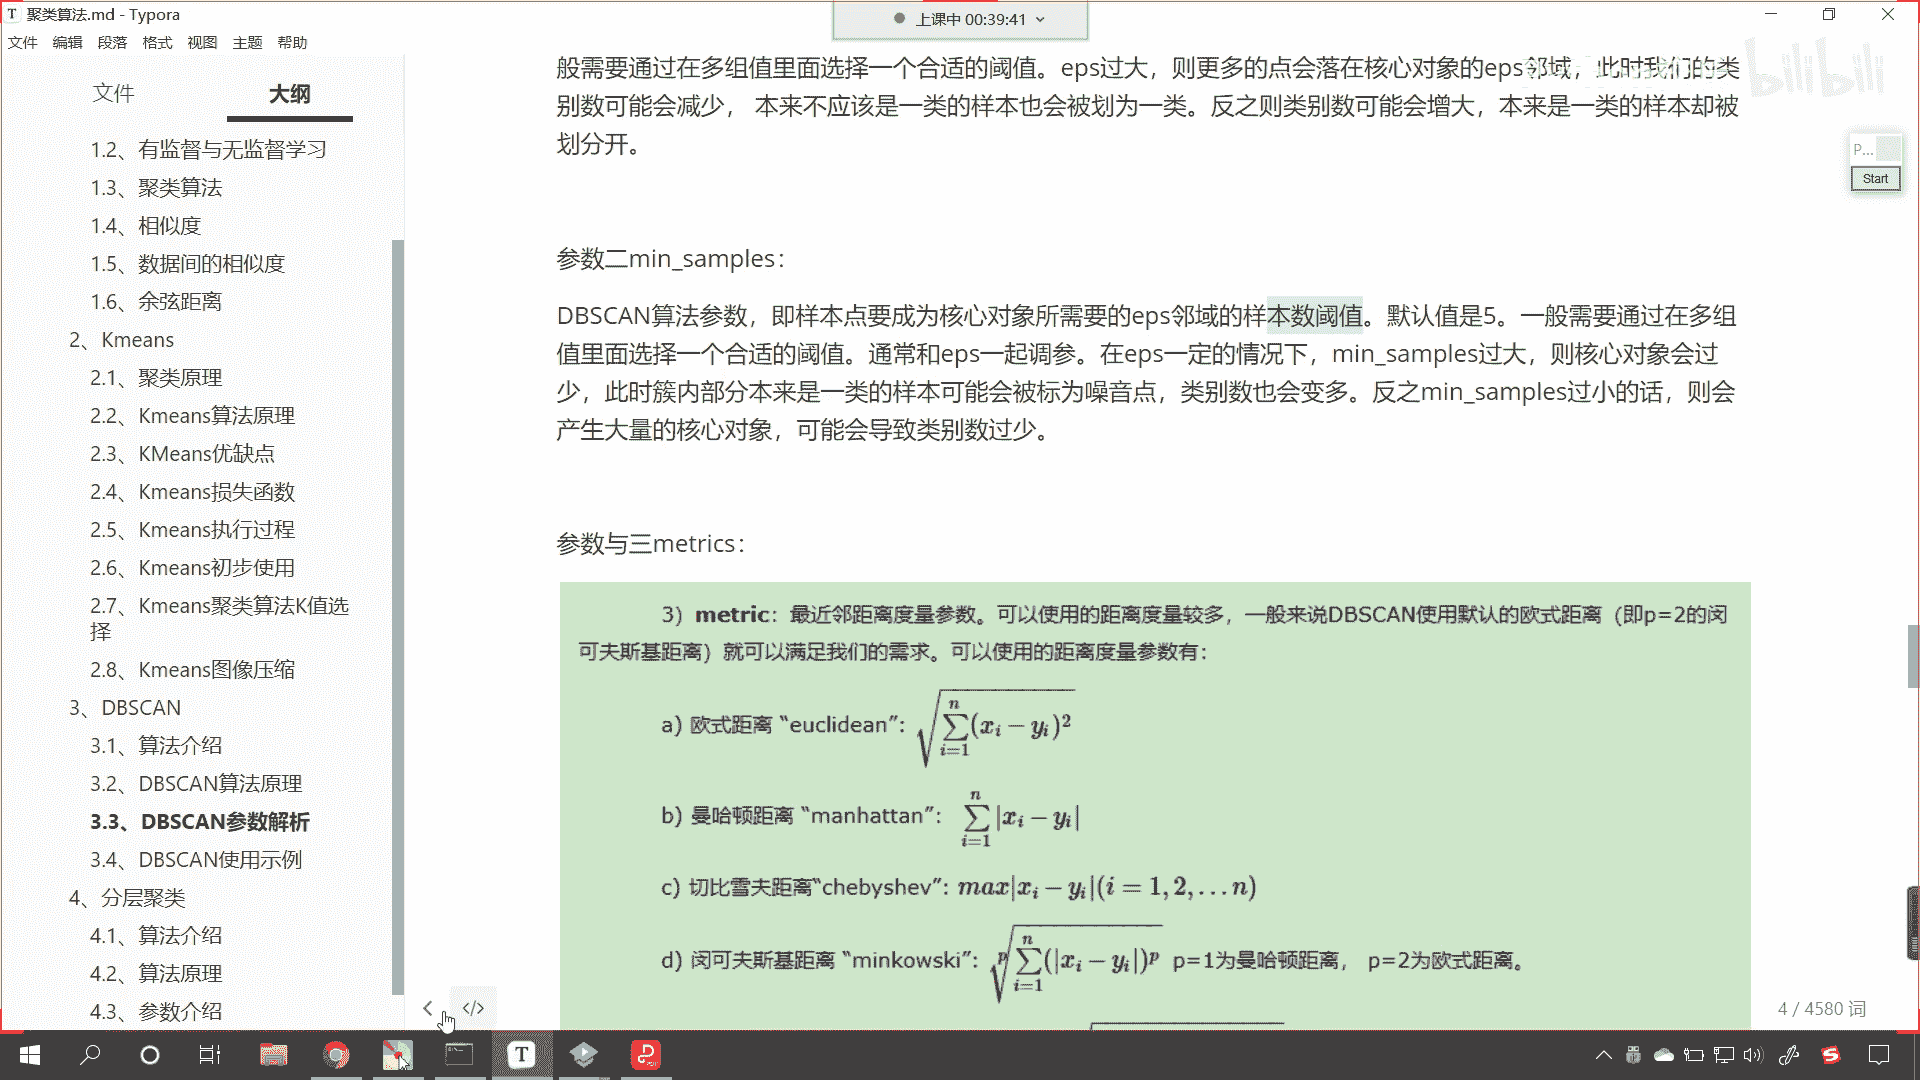 聚类算法.md - Typora
上课中 00:39:41
文件 编辑 段落 格式 视图 主题 帮助
文件 大纲
1.2、有监督与无监督学习
1.3、聚类算法
1.4、相似度
1.5、数据间的相似度
1.6、余弦距离
2、Kmeans
2.1、聚类原理
2.2、Kmeans算法原理
2.3、KMeans优缺点
2.4、Kmeans损失函数
2.5、Kmeans执行过程
2.6、Kmeans初步使用
2.7、Kmeans聚类算法K值选
择
2.8、Kmeans图像压缩
3、DBSCAN
3.1、算法介绍
3.2、DBSCAN算法原理
3.3、DBSCAN参数解析
3.4、DBSCAN使用示例
4、分层聚类
4.1、算法介绍
4.2、算法原理
4.3、参数介绍
般需要通过在多组值里面选择一个合适的阈值。eps过大，则更多的点会落在核心对象的eps邻域，此时我们的类
别数可能会减少， 本来不应该是一类的样本也会被划为一类。反之则类别数可能会增大，本来是一类的样本却被
划分开。
参数二min_samples：
DBSCAN算法参数，即样本点要成为核心对象所需要的eps邻域的样本数阈值。默认值是5。一般需要通过在多组
值里面选择一个合适的阈值。通常和eps一起调参。在eps一定的情况下，min_samples过大，则核心对象会过
少，此时簇内部分本来是一类的样本可能会被标为噪音点，类别数也会变多。反之min_samples过小的话，则会
产生大量的核心对象，可能会导致类别数过少。
参数与三metrics：
3）metric：最近邻距离度量参数。可以使用的距离度量较多，一般来说DBSCAN使用默认的欧式距离（即p=2的闵
可夫斯基距离）就可以满足我们的需求。可以使用的距离度量参数有：
a) 欧式距离 “euclidean”: √∑_{i=1}^{n}(x_i − y_i)²
b) 曼哈顿距离 “manhattan”: ∑_{i=1}^{n}|x_i − y_i|
c) 切比雪夫距离“chebyshev”: max|x_i − y_i|(i = 1, 2, . . . n)
d) 闵可夫斯基距离 “minkowski”: ᵖ√∑_{i=1}^{n}(|x_i − y_i|)^p p=1为曼哈顿距离， p=2为欧式距离。
4 / 4580 词
bilibili
P...
Start